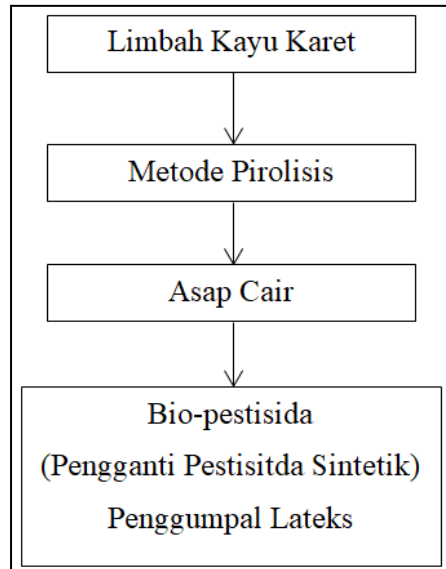 Limbah Kayu Karet
Metode Pirolisis
Asap Cair
Bio-pestisida
(Pengganti Pestisitda Sintetik)
Penggumpal Lateks